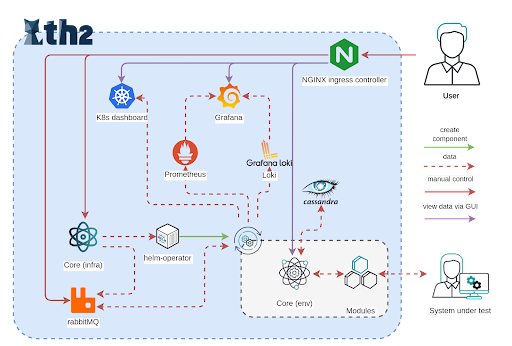 th2
NGINX ingress controller
User
K8s dashboard
Grafana
create
component
data
manual control
view data via GUI
Prometheus
Grafana loki
Loki
cassandra
Core (infra)
helm-operator
Core (env)
Modules
System under test
rabbitMQ